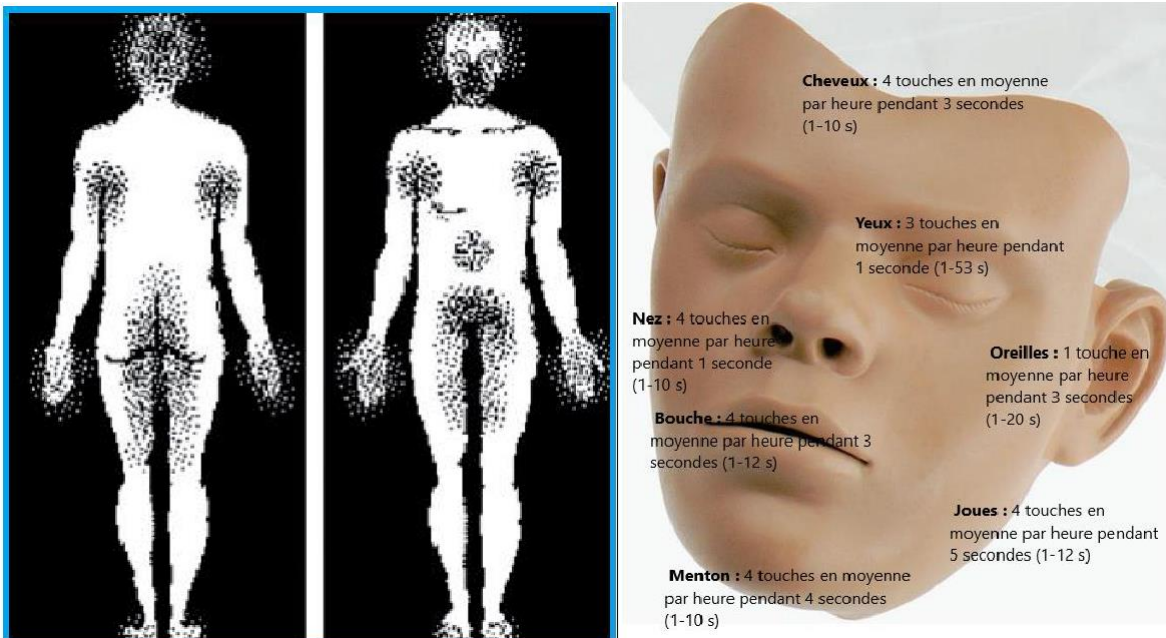 Cheveux : 4 touches en moyenne
par heure pendant 3 secondes
(1-10 s)
Yeux : 3 touches en
moyenne par heure pendant
1 seconde (1-53 s)
Nez : 4 touches en
moyenne par heure
pendant 1 seconde
(1-10 s)
Oreilles : 1 touche en
moyenne par heure
pendant 3 secondes
(1-20 s)
Bouche : 4 touches en
moyenne par heure pendant 3
secondes (1-12 s)
Joues : 4 touches en
moyenne par heure pendant
5 secondes (1-12 s)
Menton : 4 touches en moyenne
par heure pendant 4 secondes
(1-10 s)